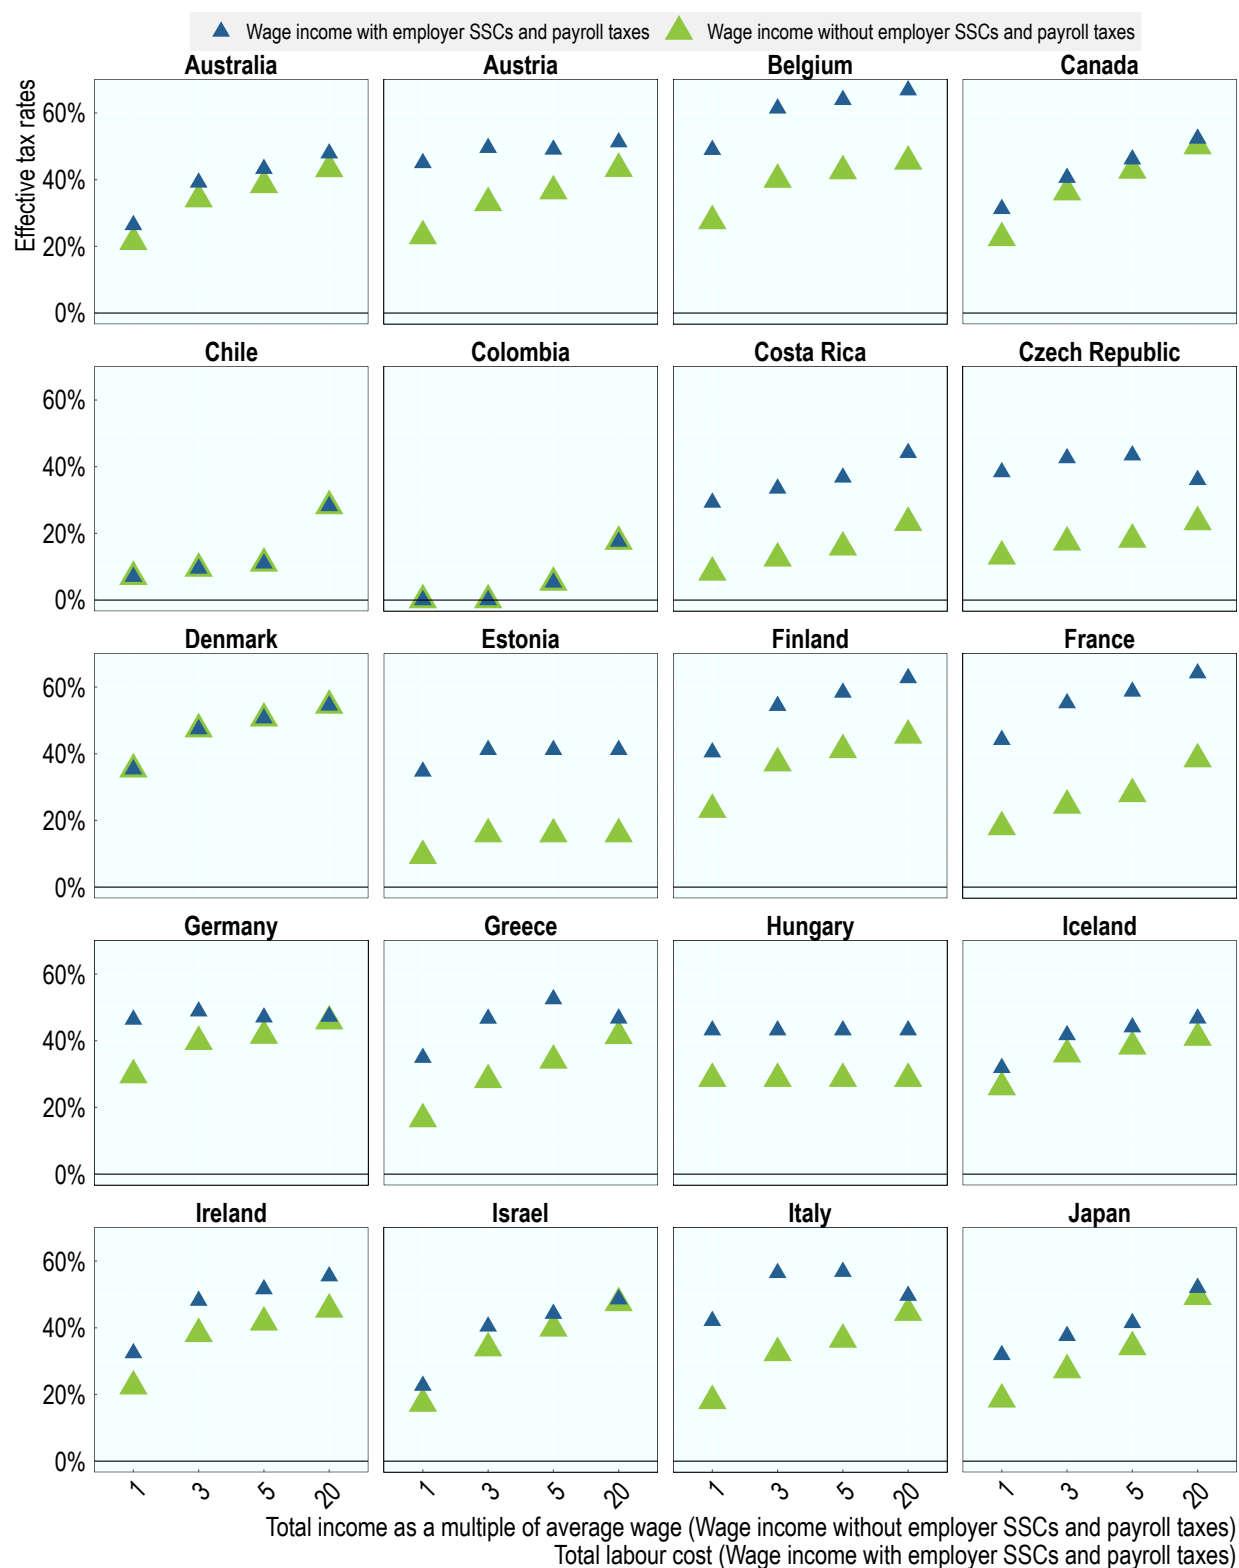 Wage income with employer SSCs and payroll taxes Wage income without employer SSCs and payroll taxes
Australia Austria Belgium Canada
Effective tax rates
60%
40%
20%
0%
Chile Colombia Costa Rica Czech Republic
60%
40%
20%
0%
Denmark Estonia Finland France
60%
40%
20%
0%
Germany Greece Hungary Iceland
60%
40%
20%
0%
Ireland Israel Italy Japan
60%
40%
20%
0%
1 3 5 20 1 3 5 20 1 3 5 20 1 3 5 20
Total income as a multiple of average wage (Wage income without employer SSCs and payroll taxes)
Total labour cost (Wage income with employer SSCs and payroll taxes)